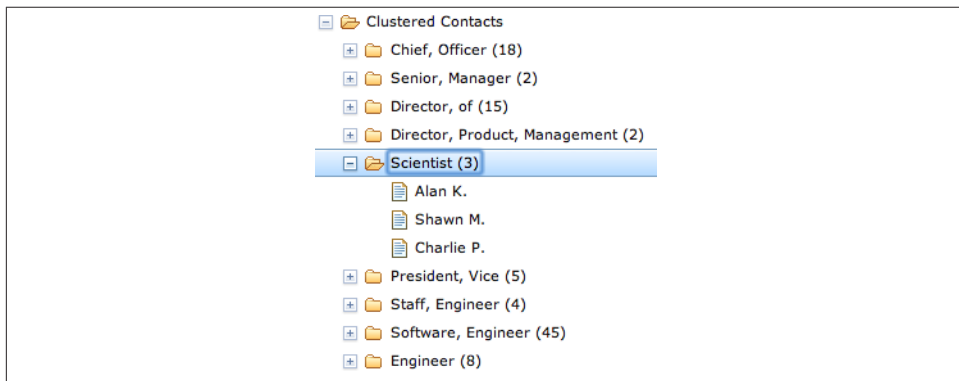 Clustered Contacts
Chief, Officer (18)
Senior, Manager (2)
Director, of (15)
Director, Product, Management (2)
Scientist (3)
Alan K.
Shawn M.
Charlie P.
President, Vice (5)
Staff, Engineer (4)
Software, Engineer (45)
Engineer (8)